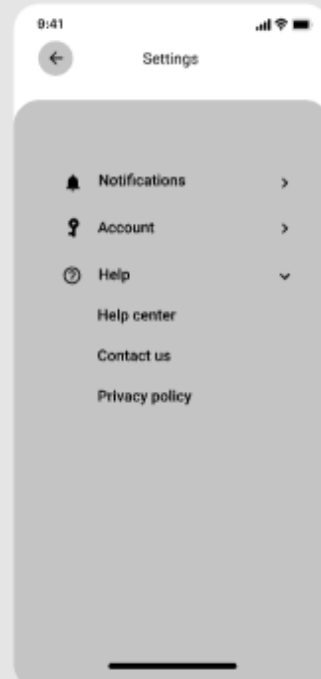 9:41
Settings
Notifications
Account
Help
Help center
Contact us
Privacy policy